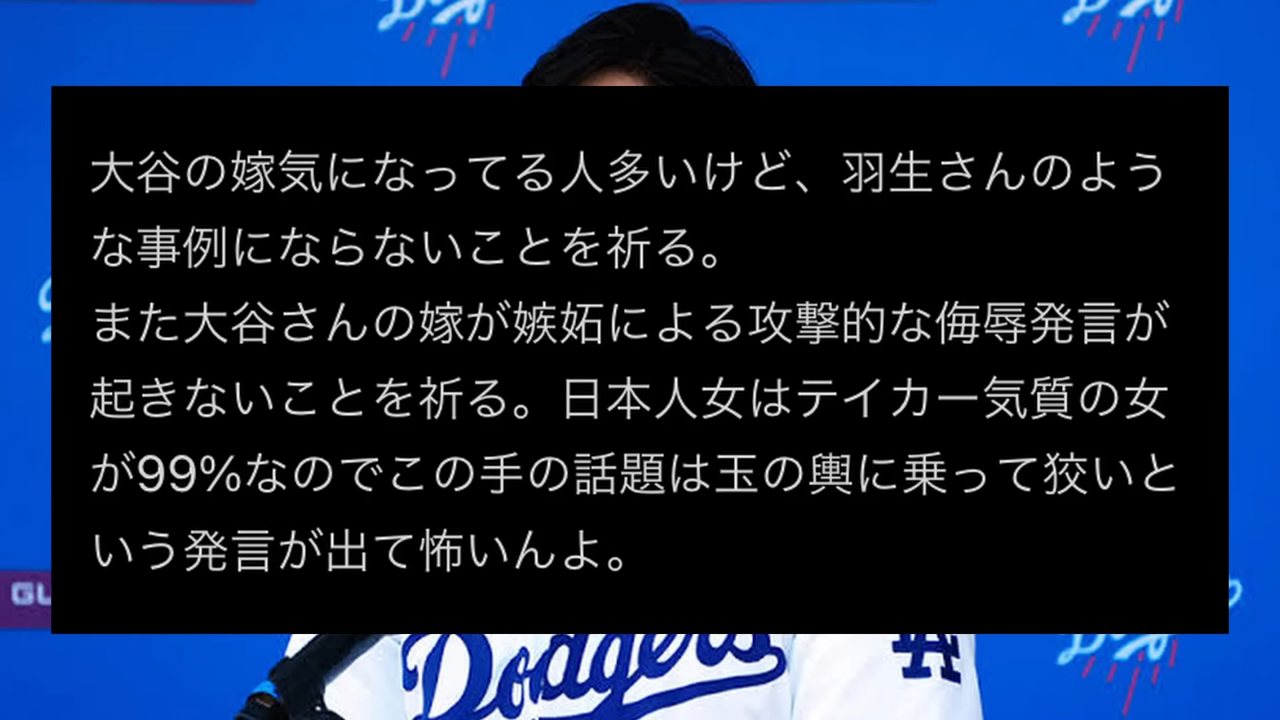 大谷の嫁気になってる人多いけど、羽生さんのよう
な事例にならないことを祈る。
また大谷さんの嫁が嫉妬による攻撃的な侮辱発言が
起きないことを祈る。日本人女はテイカー気質の女
が99%なのでこの手の話題は玉の輿に乗って狡いと
いう発言が出て怖いんよ。
GU
Dodgers
LA